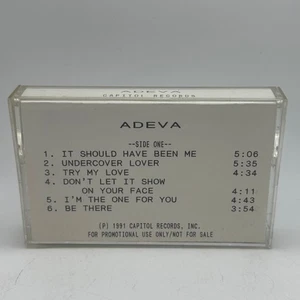 ADEVA
CAPITOL RECORDS
ADEVA
--SIDE ONE--
1. IT SHOULD HAVE BEEN ME 5:06
2. UNDERCOVER LOVER 5:35
3. TRY MY LOVE 4:34
4. DON'T LET IT SHOW
ON YOUR FACE 4:11
5. I'M THE ONE FOR YOU 4:43
6. BE THERE 3:54
(P) 1991 CAPITOL RECORDS, INC.
FOR PROMOTIONAL USE ONLY/NOT FOR SALE